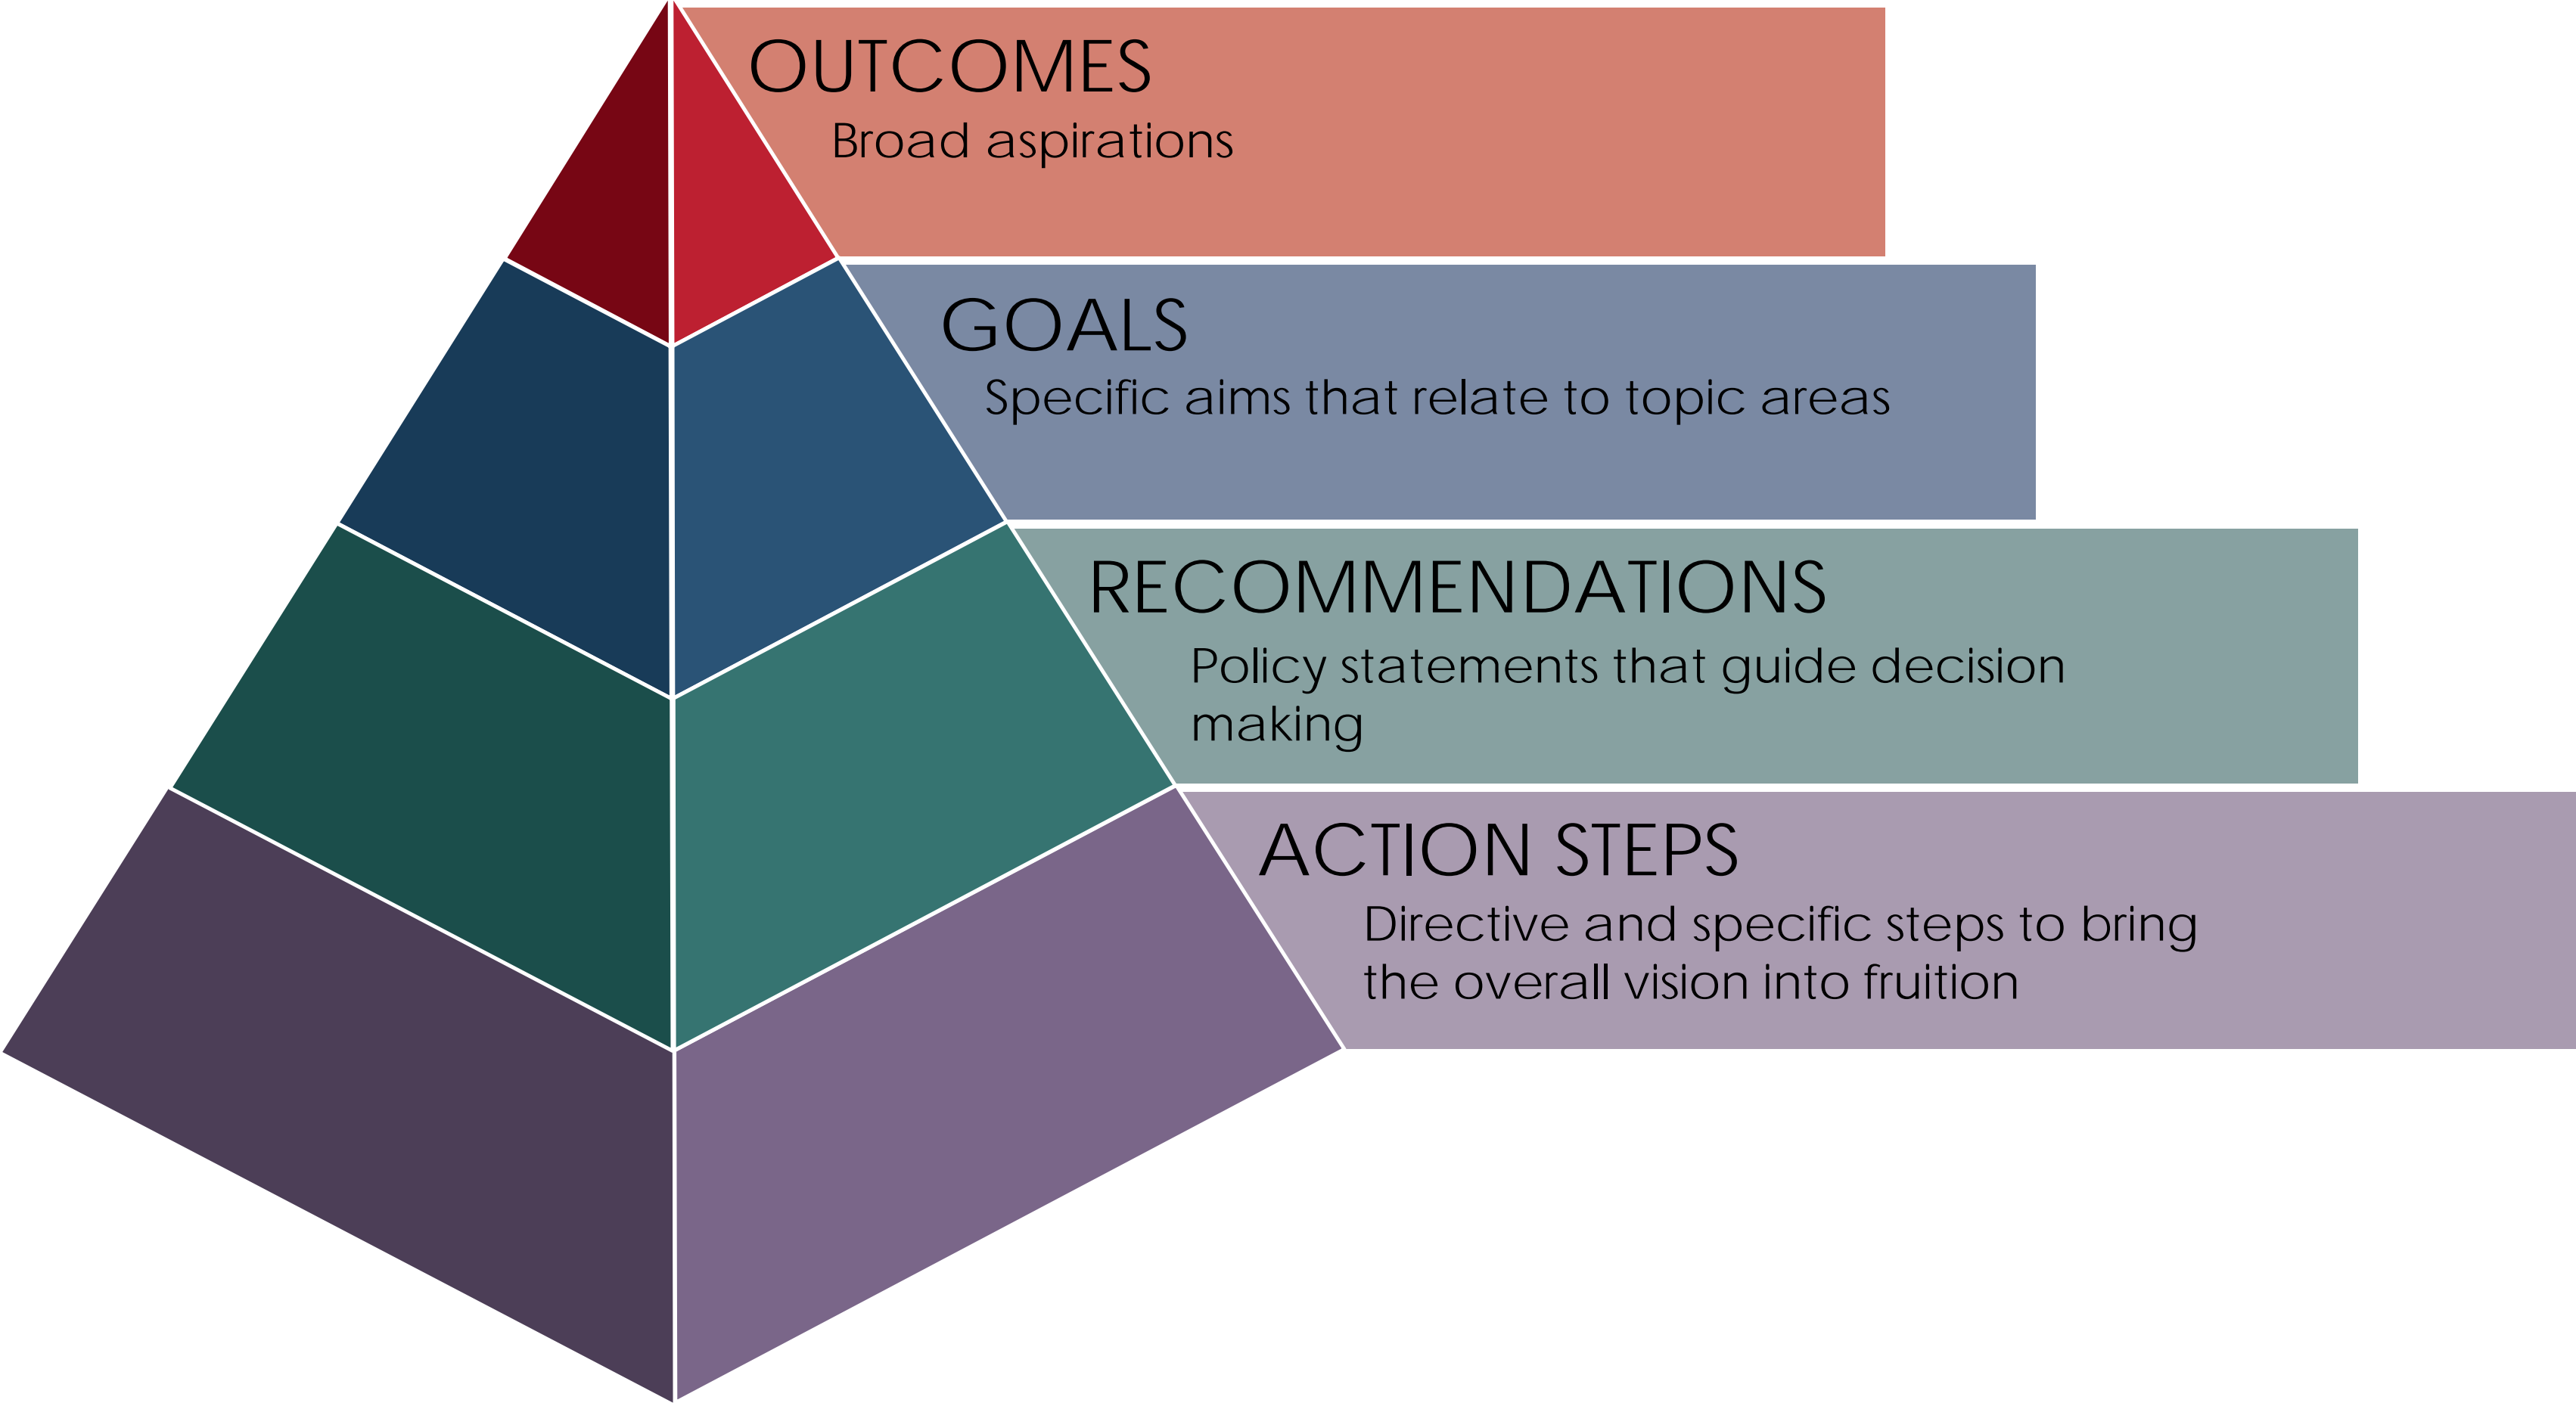 OUTCOMES
Broad aspirations
GOALS
Specific aims that relate to topic areas
RECOMMENDATIONS
Policy statements that guide decision
making
ACTION STEPS
Directive and specific steps to bring
the overall vision into fruition